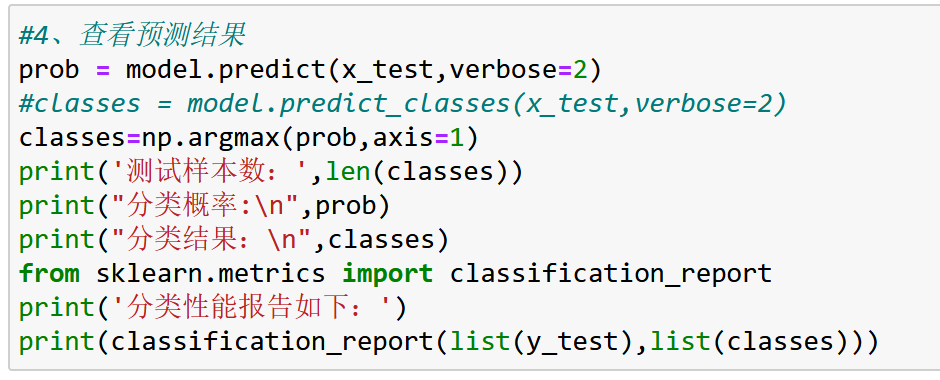 #4、查看预测结果
prob = model.predict(x_test,verbose=2)
#classes = model.predict_classes(x_test,verbose=2)
classes=np.argmax(prob,axis=1)
print('测试样本数：',len(classes))
print("分类概率:\n",prob)
print("分类结果：\n",classes)
from sklearn.metrics import classification_report
print('分类性能报告如下：')
print(classification_report(list(y_test),list(classes)))